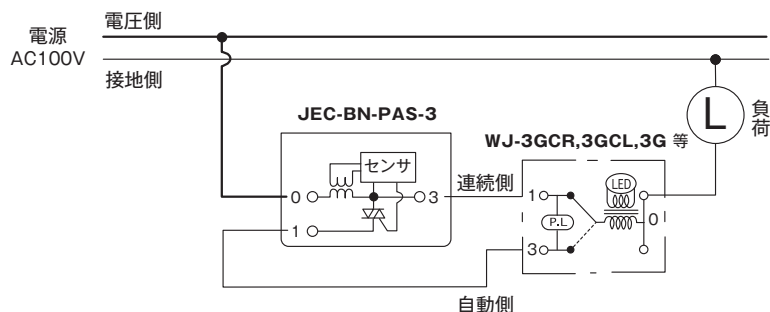 電圧側
電源
AC100V
接地側
JEC-BN-PAS-3
WJ-3GCR,3GCL,3G 等
L
負荷
センサ
連続側
LED
0
3
1
P.L
0
1
3
自動側